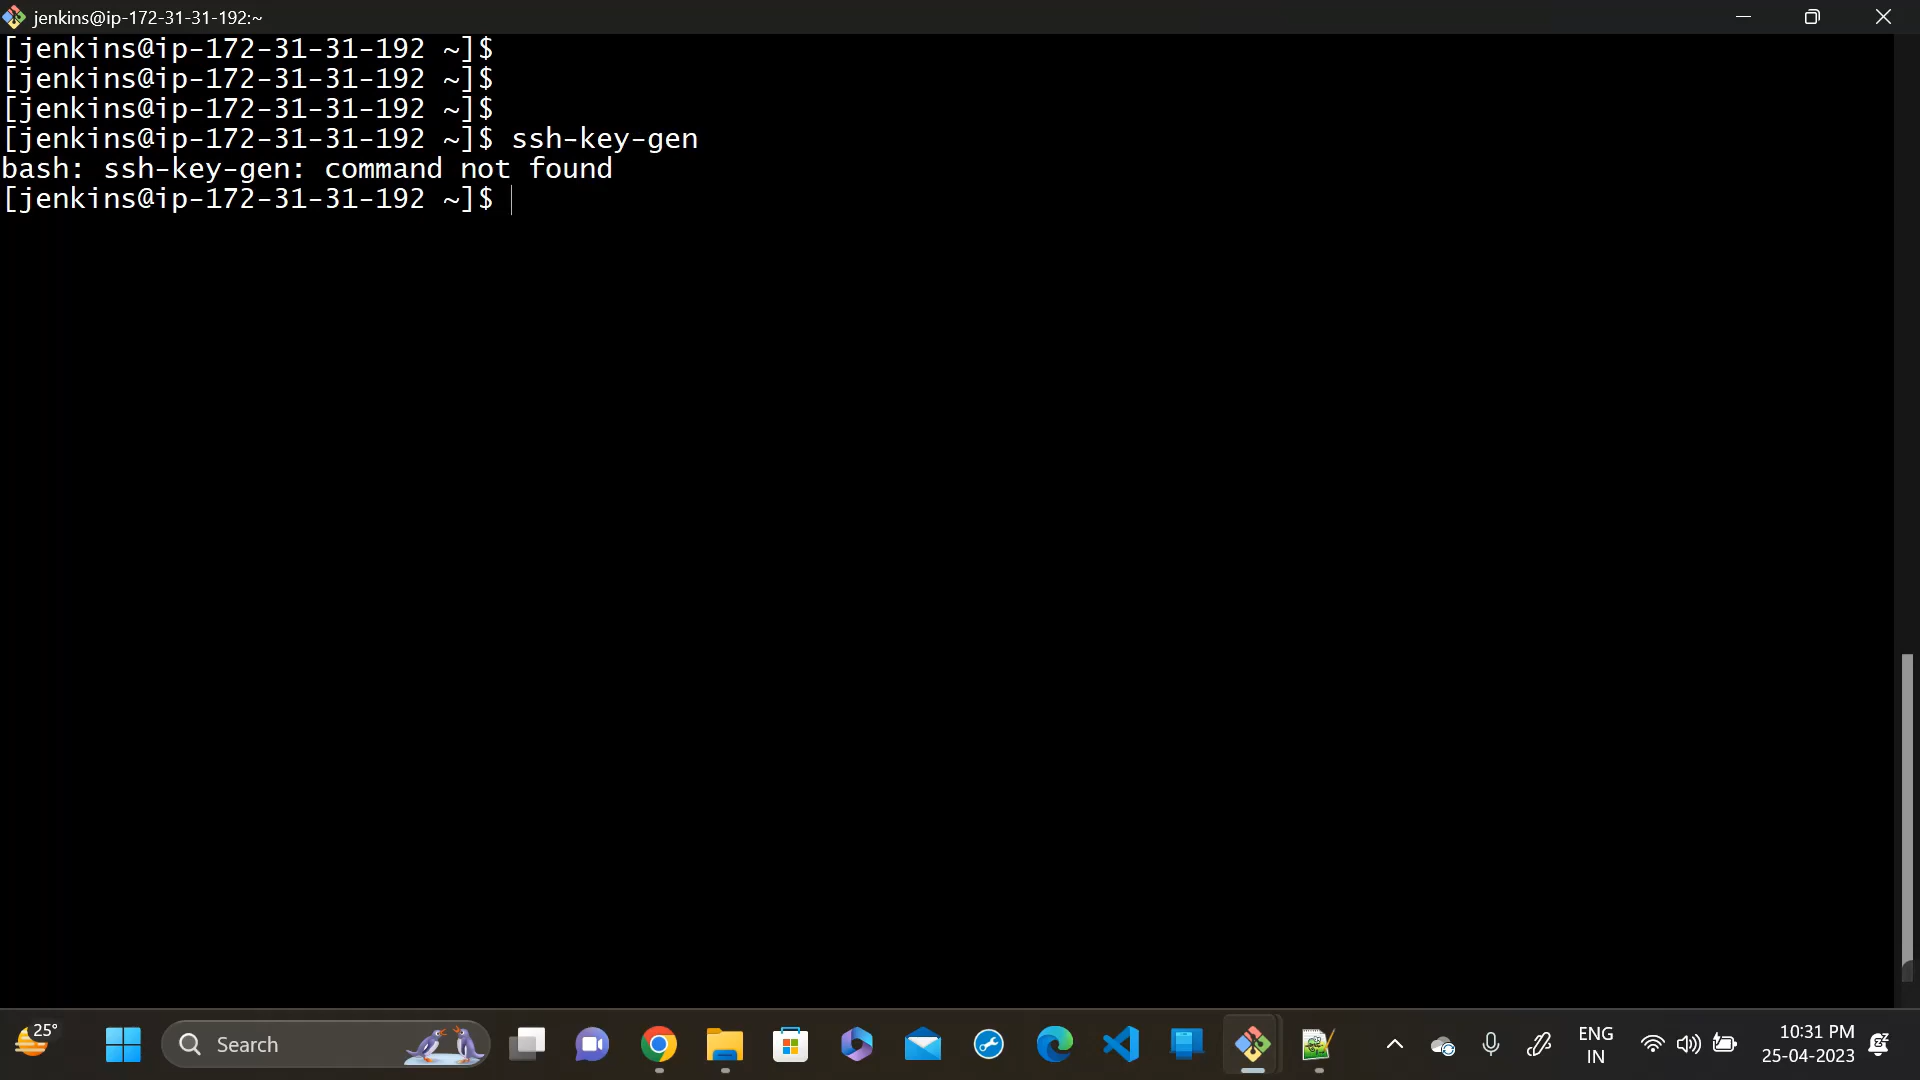 jenkins@ip-172-31-31-192:~
[jenkins@ip-172-31-31-192 ~]$
[jenkins@ip-172-31-31-192 ~]$
[jenkins@ip-172-31-31-192 ~]$
[jenkins@ip-172-31-31-192 ~]$ ssh-key-gen
bash: ssh-key-gen: command not found
[jenkins@ip-172-31-31-192 ~]$
25°
Search
ENG
IN
10:31 PM
25-04-2023